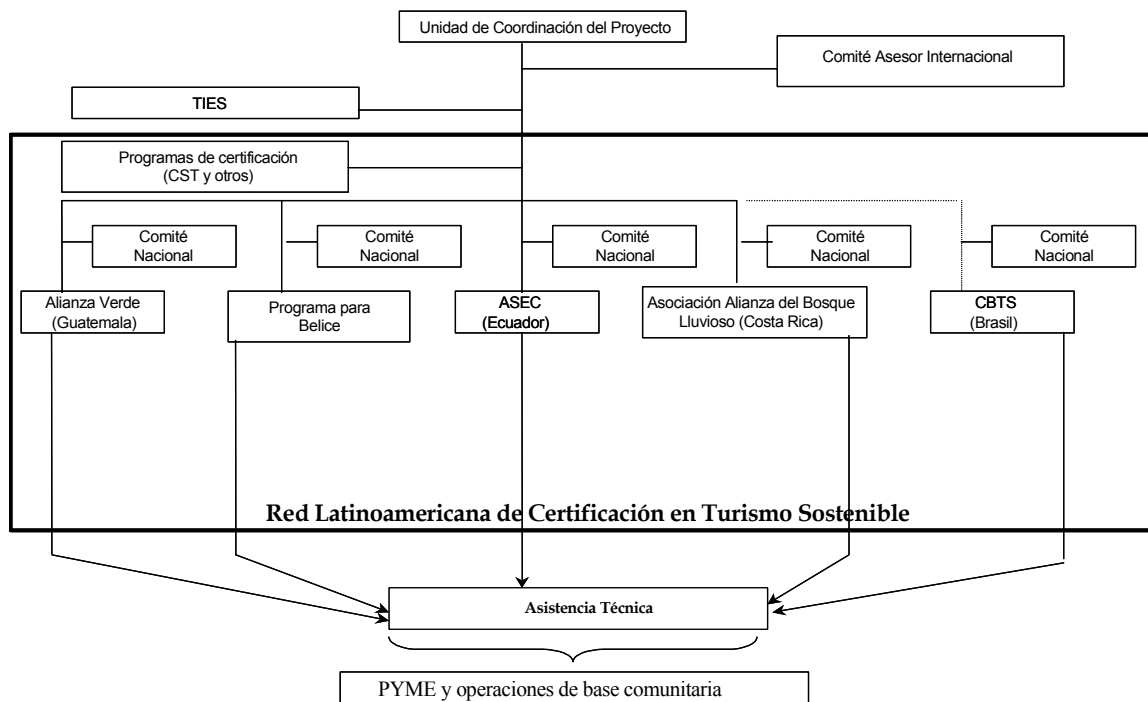 Unidad de Coordinación del Proyecto
Comité Asesor Internacional
TIES
Programas de certificación
(CST y otros)
Comité
Nacional
Comité
Nacional
Comité
Nacional
Comité
Nacional
Comité
Nacional
Alianza Verde
(Guatemala)
Programa para
Belice
ASEC
(Ecuador)
Asociación Alianza del Bosque
Lluvioso (Costa Rica)
CBTS
(Brasil)
Red Latinoamericana de Certificación en Turismo Sostenible
Asistencia Técnica
PYME y operaciones de base comunitaria